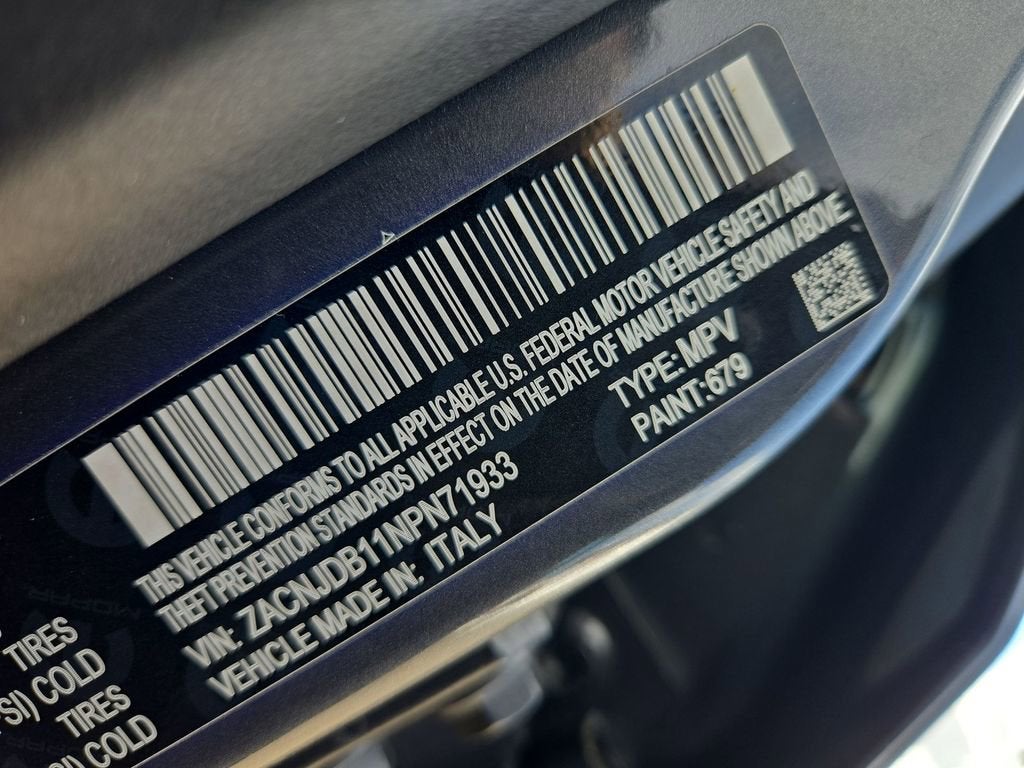 THIS VEHICLE CONFORMS TO ALL APPLICABLE U.S. FEDERAL MOTOR VEHICLE SAFETY AND
THEFT PREVENTION STANDARDS IN EFFECT ON THE DATE OF MANUFACTURE SHOWN ABOVE.
VIN: ZACNJDB11NPN71933
TYPE: MPV
VEHICLE MADE IN: ITALY
PAINT: 679
TIRES
COLD
TIRES
COLD
MOPAR